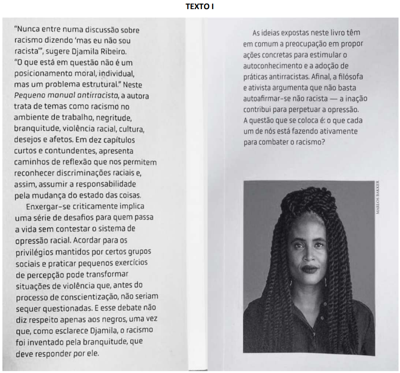 TEXTO I
"Nunca entre numa discussão sobre
racismo dizendo 'mas eu não sou
racista'", sugere Djamila Ribeiro.
"O que está em questão não é um
posicionamento moral, individual,
mas um problema estrutural." Neste
Pequeno manual antirracista, a autora
trata de temas como racismo no
ambiente de trabalho, negritude,
branquitude, violência racial, cultura,
desejos e afetos. Em dez capítulos
curtos e contundentes, apresenta
caminhos de reflexão que nos permitem
reconhecer discriminações raciais e,
assim, assumir a responsabilidade
pela mudança do estado das coisas.
Enxergar-se criticamente implica
uma série de desafios para quem passa
a vida sem contestar o sistema de
opressão racial. Acordar para os
privilégios mantidos por certos grupos
sociais e praticar pequenos exercícios
de percepção pode transformar
situações de violência que, antes do
processo de conscientização, não seriam
sequer questionadas. E esse debate não
diz respeito apenas aos negros, uma vez
que, como esclarece Djamila, o racismo
foi inventado pela branquitude, que
deve responder por ele.
As ideias expostas neste livro têm
em comum a preocupação em propor
ações concretas para estimular o
autoconhecimento e a adoção de
práticas antirracistas. Afinal, a filósofa
e ativista argumenta que não basta
autoafirmar-se não racista — a inação
contribui para perpetuar a opressão.
A questão que se coloca é: o que cada
um de nós está fazendo ativamente
para combater o racismo?